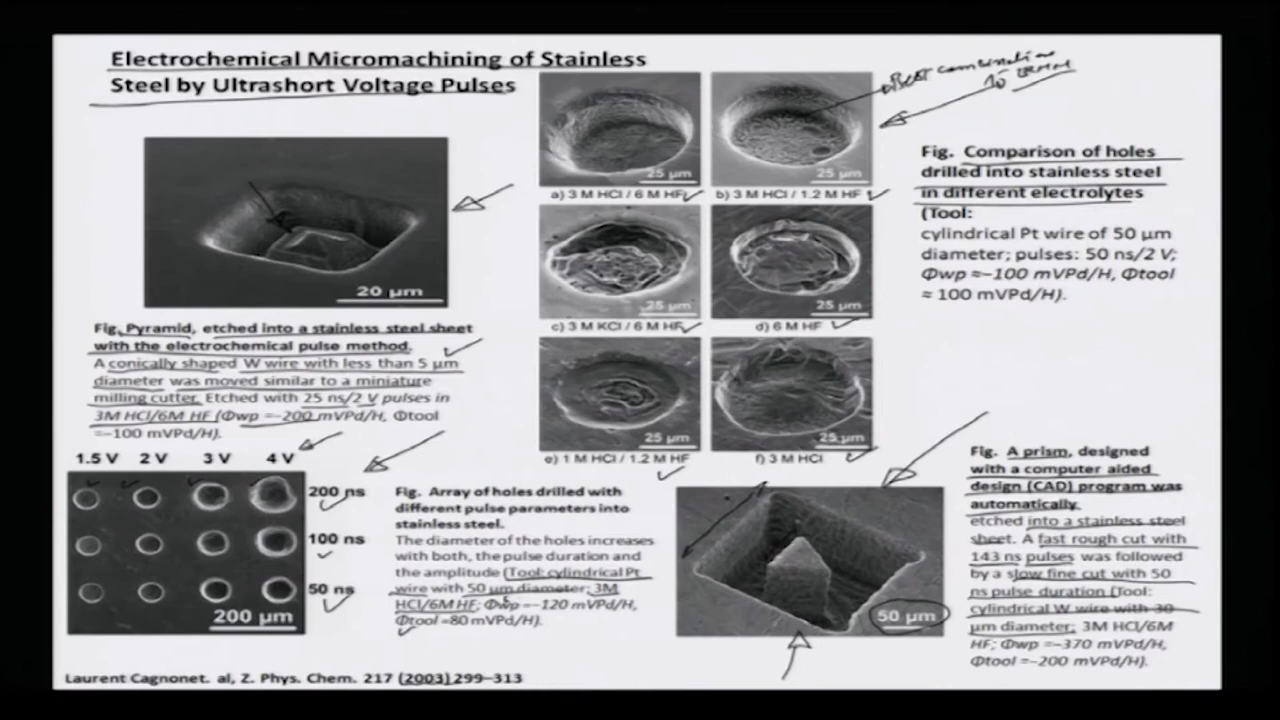 Electrochemical Micromachining of Stainless
Steel by Ultrashort Voltage Pulses
Best combination
to
20 µm
Fig. Pyramid, etched into a stainless steel sheet
with the electrochemical pulse method.
A conically shaped W wire with less than 5 µm
diameter was moved similar to a miniature
milling cutter. Etched with 25 ns/2 V pulses in
3M HCl/6M HF (Φwp =−200 mVPd/H, Φtool
=−100 mVPd/H).
25 µm
25 µm
a) 3 M HCl / 6 M HF
b) 3 M HCl / 1.2 M HF
25 µm
25 µm
c) 3 M KCl / 6 M HF
d) 6 M HF
25 µm
25 µm
e) 1 M HCl / 1.2 M HF
f) 3 M HCl
Fig. Comparison of holes
drilled into stainless steel
in different electrolytes
(Tool:
cylindrical Pt wire of 50 µm
diameter; pulses: 50 ns/2 V;
Φwp ≈−100 mVPd/H, Φtool
≈ 100 mVPd/H).
1.5 V 2 V 3 V 4 V
200 ns
100 ns
50 ns
200 µm
Fig. Array of holes drilled with
different pulse parameters into
stainless steel.
The diameter of the holes increases
with both, the pulse duration and
the amplitude (Tool: cylindrical Pt
wire with 50 µm diameter; 3M
HCl/6M HF; Φwp =−120 mVPd/H,
Φtool =80 mVPd/H).
50 µm
Fig. A prism, designed
with a computer aided
design (CAD) program was
automatically
etched into a stainless steel
sheet. A fast rough cut with
143 ns pulses was followed
by a slow fine cut with 50
ns pulse duration (Tool:
cylindrical W wire with 30
µm diameter; 3M HCl/6M
HF; Φwp =−370 mVPd/H,
Φtool =−200 mVPd/H).
Laurent Cagnonet. al, Z. Phys. Chem. 217 (2003) 299–313